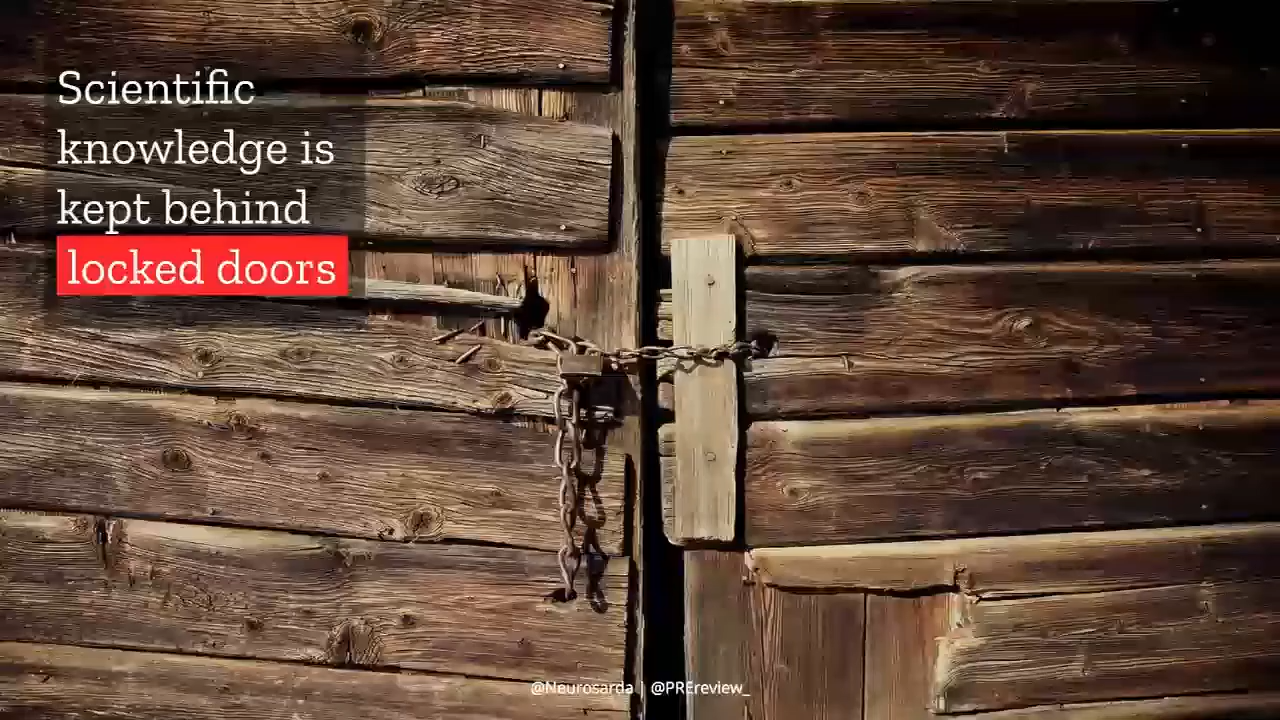 Scientific
knowledge is
kept behind
locked doors
@Neurosarda | @PREreview_